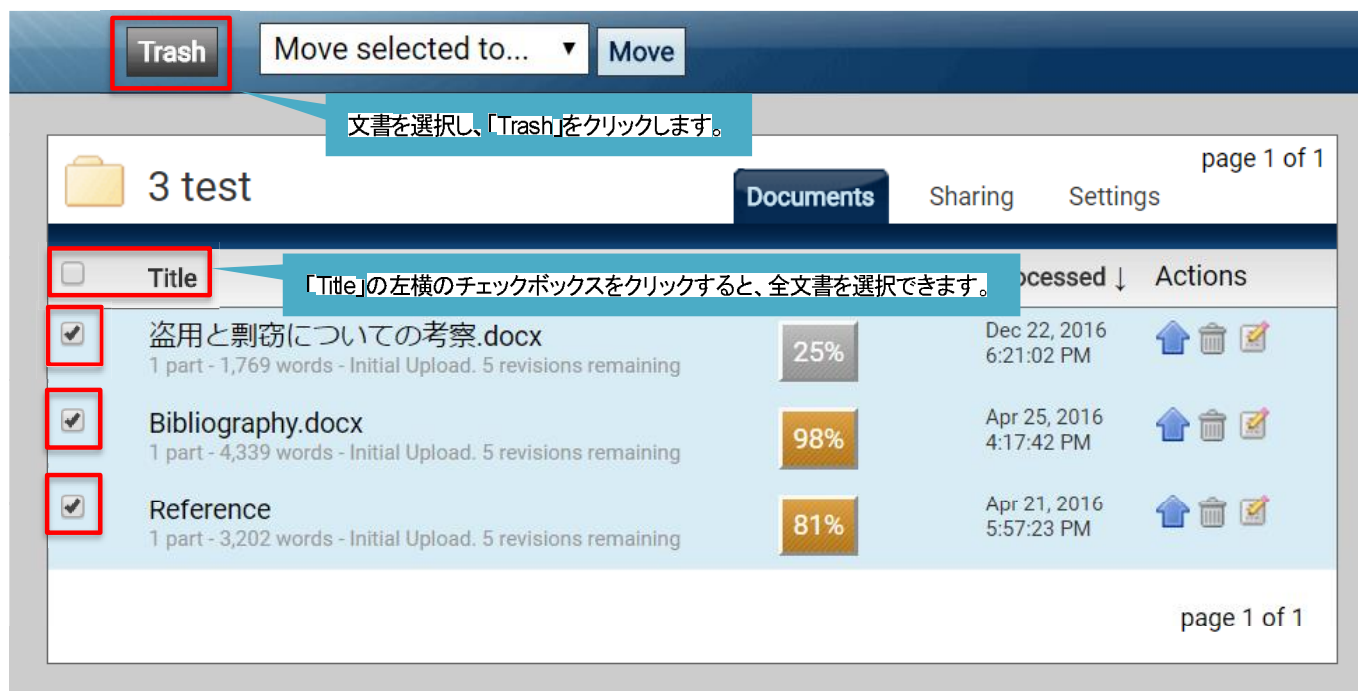 Trash Move selected to... Move
文書を選択し、「Trash」をクリックします。
page 1 of 1
3 test Documents Sharing Settings
Title 「Title」の左横のチェックボックスをクリックすると、全文書を選択できます。 ocessed ↓ Actions
盗用と剽窃についての考察.docx 25% Dec 22, 2016
1 part - 1,769 words - Initial Upload. 5 revisions remaining 6:21:02 PM
Bibliography.docx 98% Apr 25, 2016
1 part - 4,339 words - Initial Upload. 5 revisions remaining 4:17:42 PM
Reference 81% Apr 21, 2016
1 part - 3,202 words - Initial Upload. 5 revisions remaining 5:57:23 PM
page 1 of 1